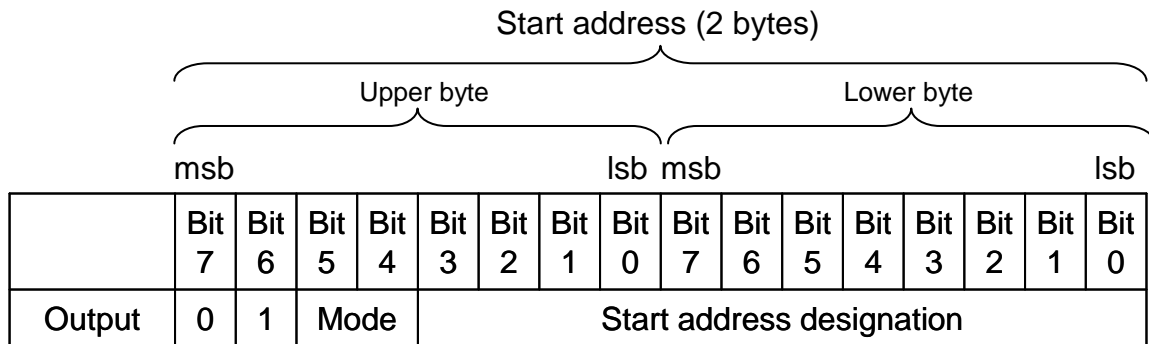 Start address (2 bytes)
Upper byte Lower byte
msb lsb msb lsb
Bit 7 Bit 6 Bit 5 Bit 4 Bit 3 Bit 2 Bit 1 Bit 0 Bit 7 Bit 6 Bit 5 Bit 4 Bit 3 Bit 2 Bit 1 Bit 0
Output 0 1 Mode Start address designation